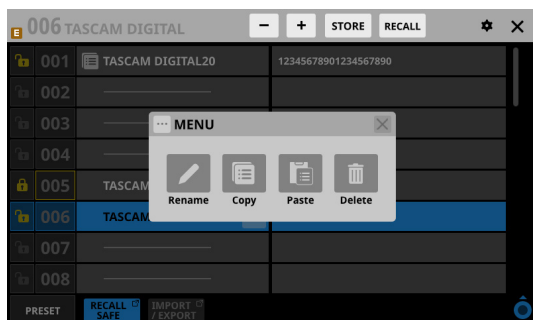 E 006 TASCAM DIGITAL - + STORE RECALL
001 TASCAM DIGITAL20 12345678901234567890
002
003
... MENU
004
005 TASCAM
Rename Copy Paste Delete
006 TASCAM
007
008
PRESET RECALL SAFE IMPORT / EXPORT